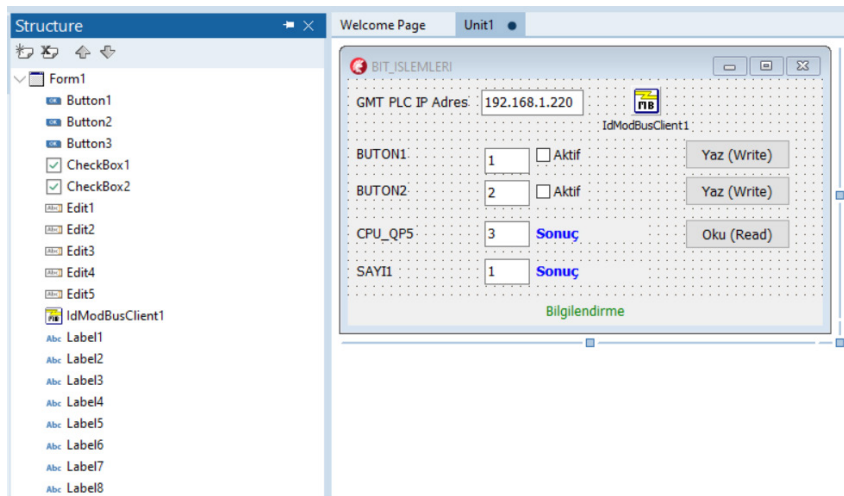 Structure
Welcome Page
Unit1
Form1
Button1
Button2
Button3
CheckBox1
CheckBox2
Edit1
Edit2
Edit3
Edit4
Edit5
IdModBusClient1
Label1
Label2
Label3
Label4
Label5
Label6
Label7
Label8
BIT_ISLEMLERI
GMT PLC IP Adres 192.168.1.220
MB
IdModBusClient1
BUTON1 1 Aktif Yaz (Write)
BUTON2 2 Aktif Yaz (Write)
CPU_QP5 3 Sonuç Oku (Read)
SAYI1 1 Sonuç
Bilgilendirme